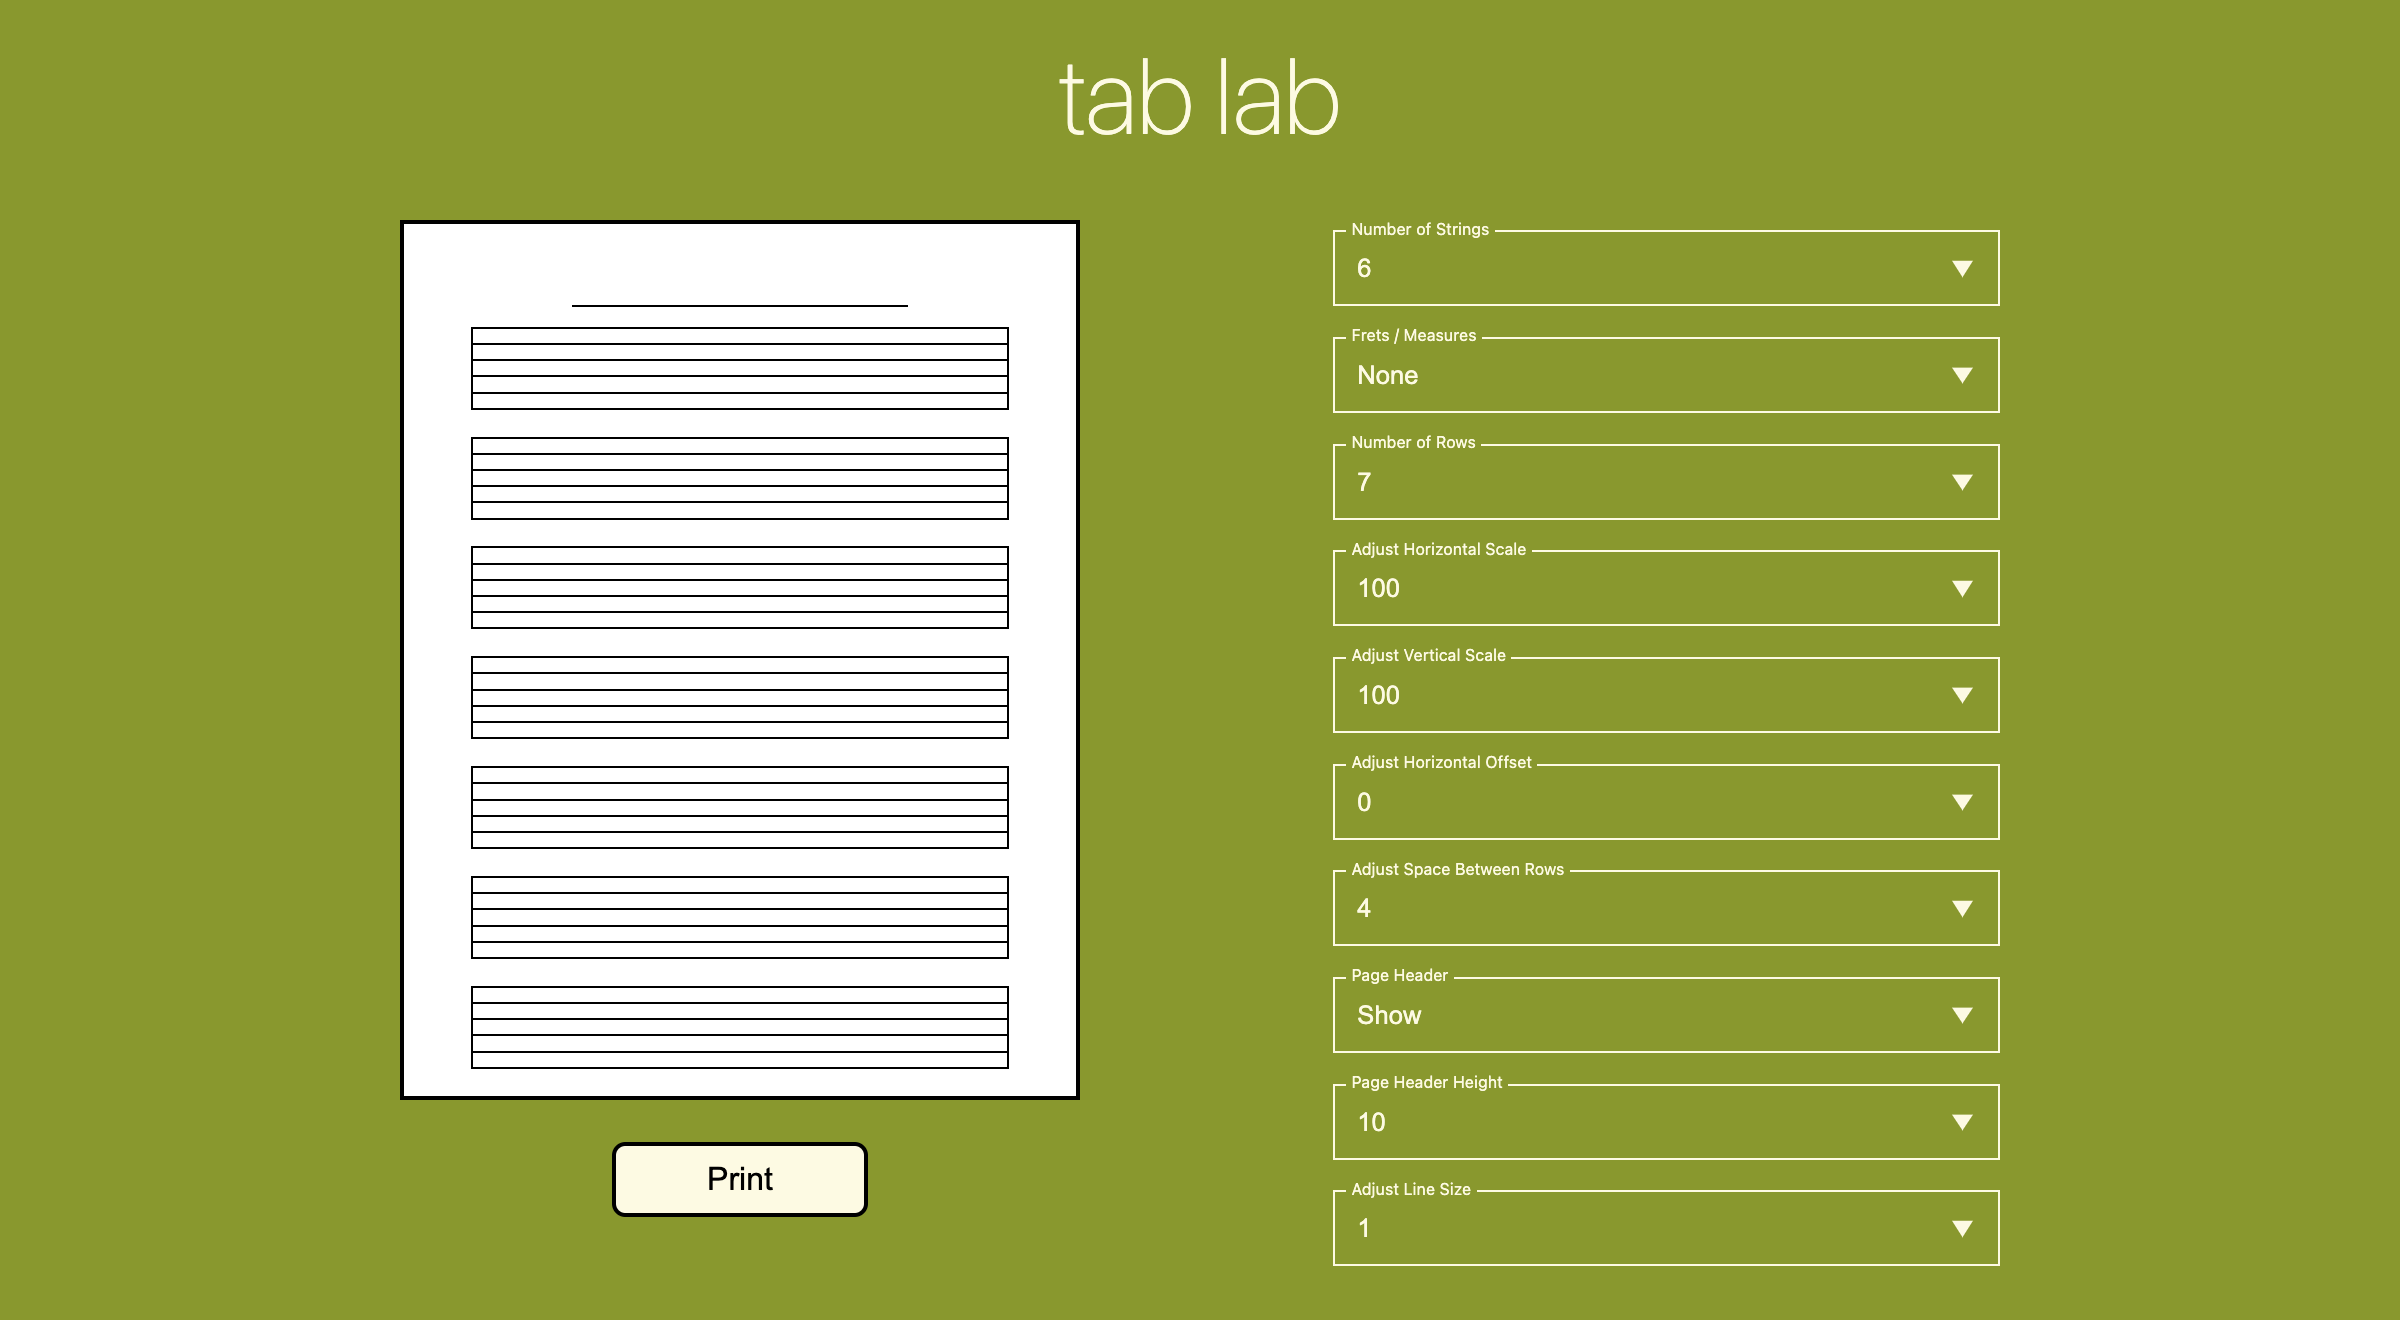 tab lab
Number of Strings
6
Frets / Measures
None
Number of Rows
7
Adjust Horizontal Scale
100
Adjust Vertical Scale
100
Adjust Horizontal Offset
0
Adjust Space Between Rows
4
Page Header
Show
Page Header Height
10
Adjust Line Size
1
Print